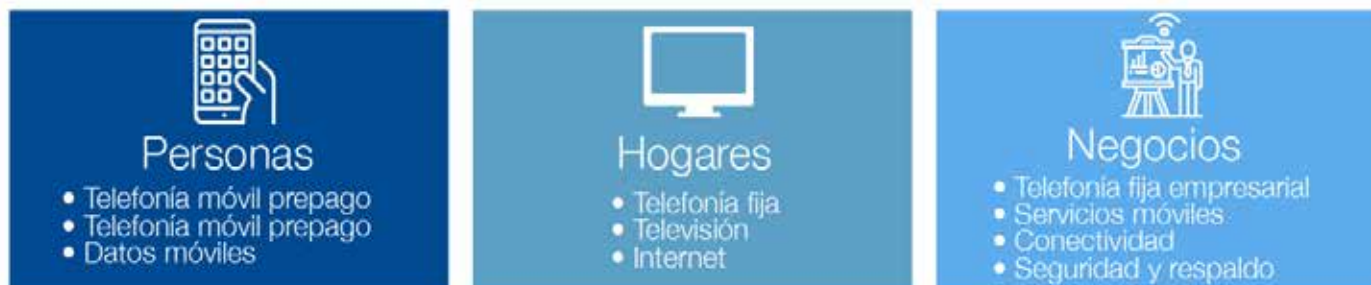 Personas
• Telefonía móvil prepago
• Telefonía móvil prepago
• Datos móviles
Hogares
• Telefonía fija
• Televisión
• Internet
Negocios
• Telefonía fija empresarial
• Servicios móviles
• Conectividad
• Seguridad y respaldo